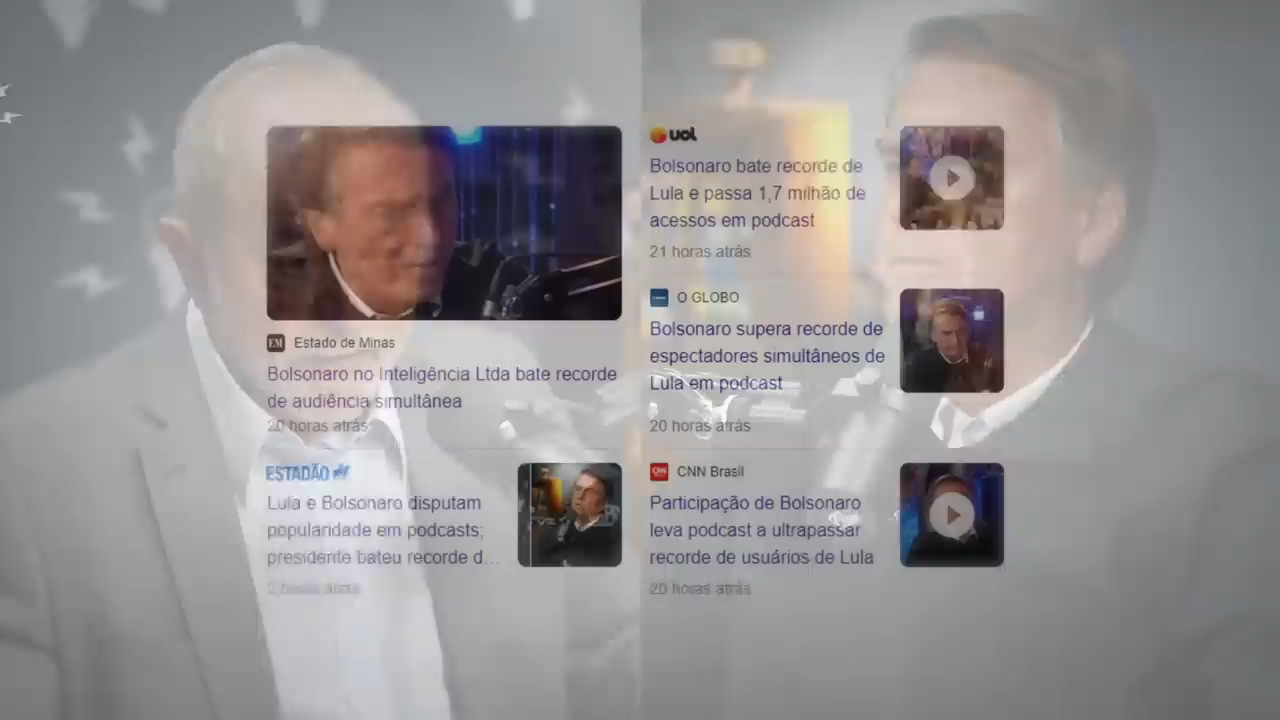 Estado de Minas
Bolsonaro no Inteligência Ltda bate recorde
de audiência simultânea
20 horas atrás
ESTADÃO
Lula e Bolsonaro disputam
popularidade em podcasts;
presidente bateu recorde d...
horas atrás
uol
Bolsonaro bate recorde de
Lula e passa 1,7 milhão de
acessos em podcast
21 horas atrás
O GLOBO
Bolsonaro supera recorde de
espectadores simultâneos de
Lula em podcast
20 horas atrás
CNN Brasil
Participação de Bolsonaro
leva podcast a ultrapassar
recorde de usuários de Lula
20 horas atrás